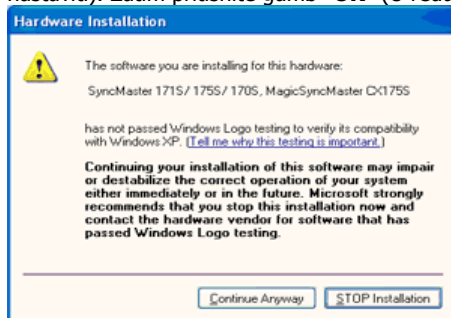 Hardware Installation
The software you are installing for this hardware:
SyncMaster 171S/ 175S/ 170S, MagicSyncMaster CX175S
has not passed Windows Logo testing to verify its compatibility
with Windows XP. (Tell me why this testing is important.)
Continuing your installation of this software may impair
or destabilize the correct operation of your system
either immediately or in the future. Microsoft strongly
recommends that you stop this installation now and
contact the hardware vendor for software that has
passed Windows Logo testing.
Continue Anyway STOP Installation